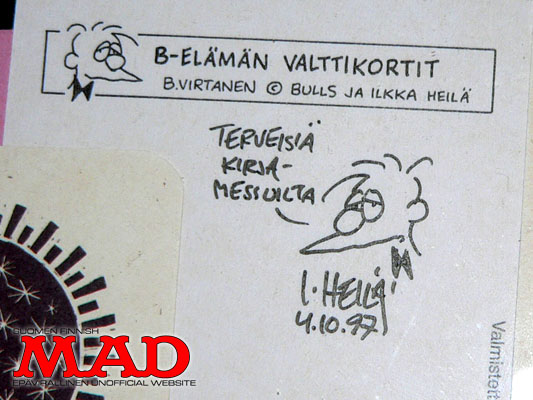 B-ELÄMÄN VALTTIKORTIT
B.VIRTANEN © BULLS JA ILKKA HEILÄ
TERVEISIÄ
KIRJA-
MESSUILTA
I. HEILÄ
4.10.97
Valmistett
SUOMEN FINNISH
MAD
EPÄVIRALLINEN UNOFFICIAL WEBSITE